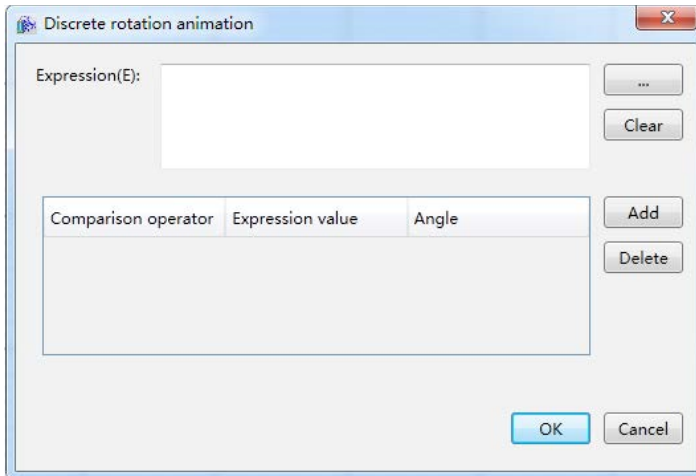 Discrete rotation animation
Expression(E):
...
Clear
Comparison operator Expression value Angle
Add
Delete
OK Cancel